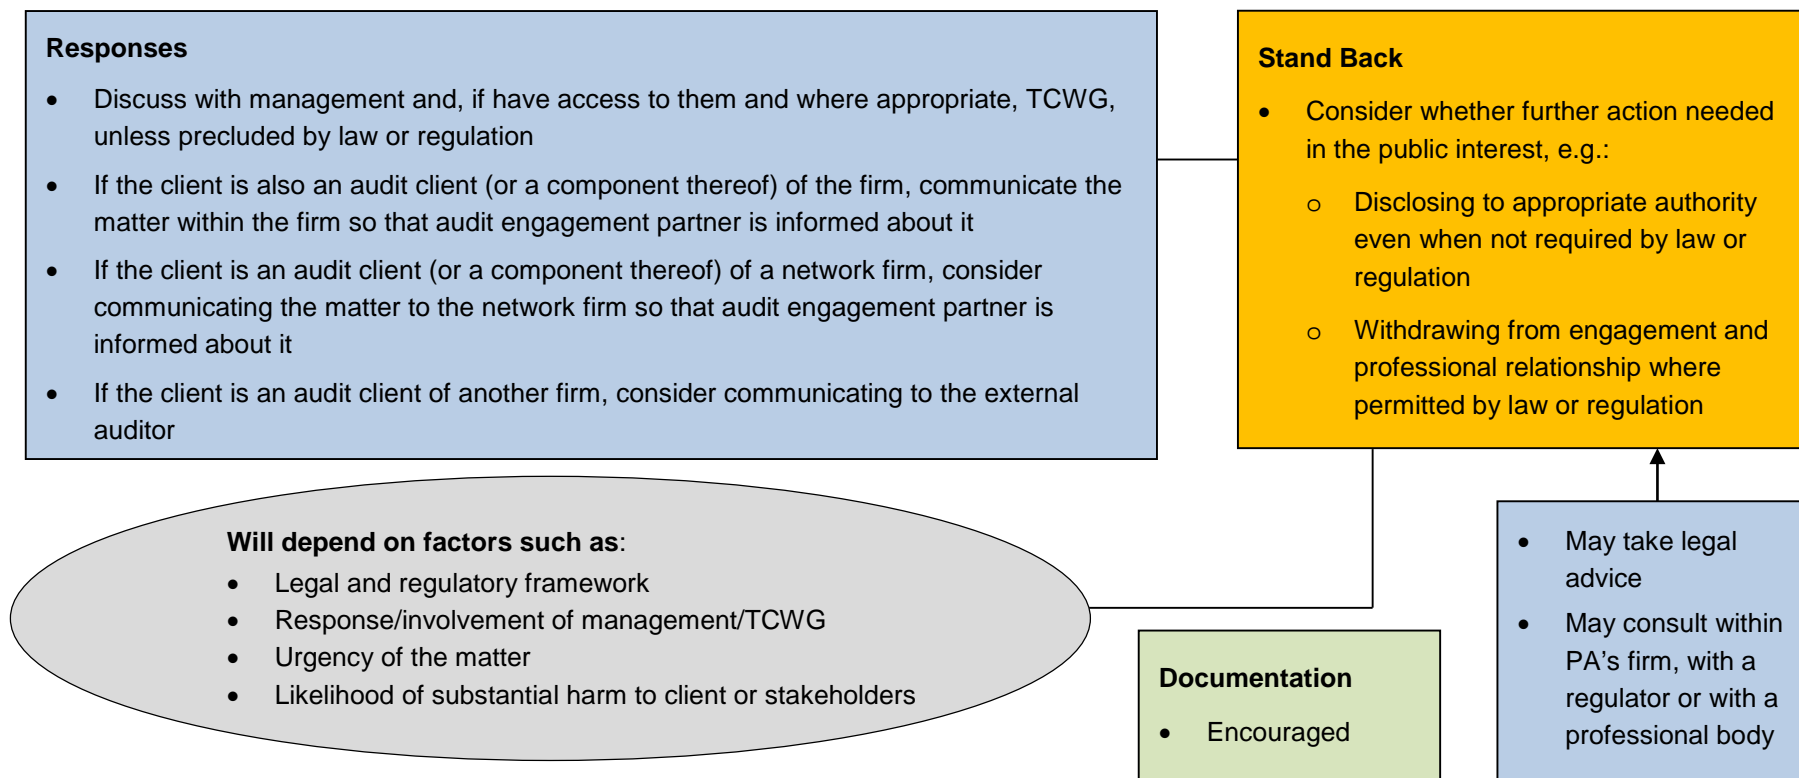 Responses
• Discuss with management and, if have access to them and where appropriate, TCWG,
unless precluded by law or regulation
• If the client is also an audit client (or a component thereof) of the firm, communicate the
matter within the firm so that audit engagement partner is informed about it
• If the client is an audit client (or a component thereof) of a network firm, consider
communicating the matter to the network firm so that audit engagement partner is
informed about it
• If the client is an audit client of another firm, consider communicating to the external
auditor
Stand Back
• Consider whether further action needed
in the public interest, e.g.:
o Disclosing to appropriate authority
even when not required by law or
regulation
o Withdrawing from engagement and
professional relationship where
permitted by law or regulation
Will depend on factors such as:
• Legal and regulatory framework
• Response/involvement of management/TCWG
• Urgency of the matter
• Likelihood of substantial harm to client or stakeholders
Documentation
• Encouraged
• May take legal
advice
• May consult within
PA’s firm, with a
regulator or with a
professional body